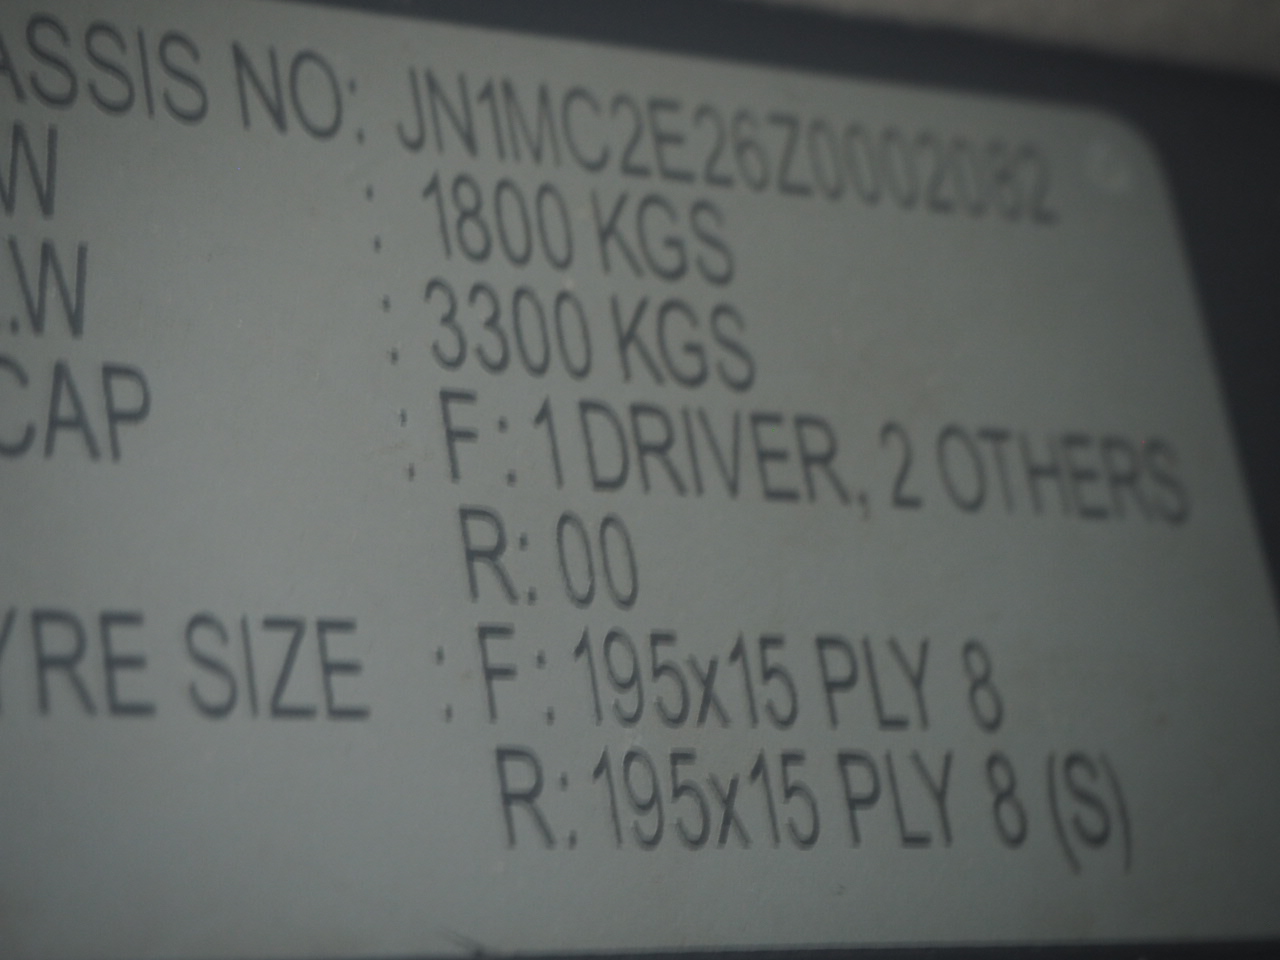 ASSIS NO: JN1MC2E26Z0002082
W : 1800 KGS
.W : 3300 KGS
CAP : F: 1 DRIVER, 2 OTHERS
R: 00
YRE SIZE : F: 195x15 PLY 8
R: 195x15 PLY 8 (S)